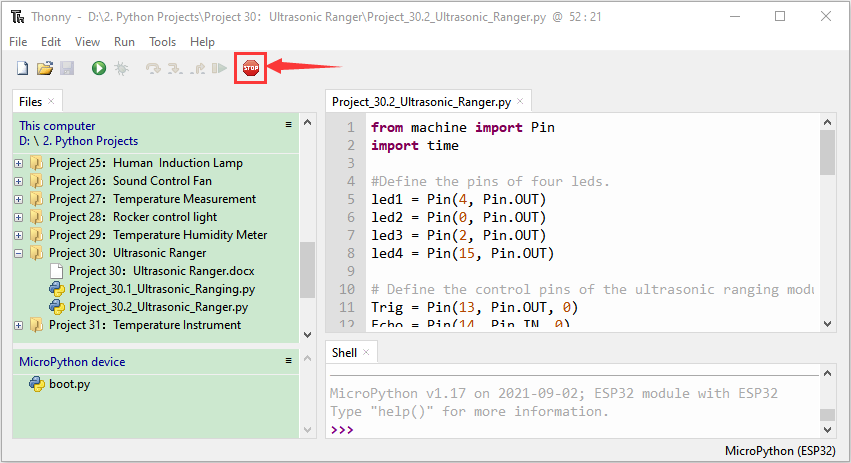 Thonny - D:\2. Python Projects\Project 30：Ultrasonic Ranger\Project_30.2_Ultrasonic_Ranger.py @ 52 : 21
File Edit View Run Tools Help
STOP
Files ×
This computer
D: \ 2. Python Projects
Project 25：Human Induction Lamp
Project 26：Sound Control Fan
Project 27：Temperature Measurement
Project 28：Rocker control light
Project 29：Temperature Humidity Meter
Project 30：Ultrasonic Ranger
Project 30：Ultrasonic Ranger.docx
Project_30.1_Ultrasonic_Ranging.py
Project_30.2_Ultrasonic_Ranger.py
Project 31：Temperature Instrument
MicroPython device
boot.py
Project_30.2_Ultrasonic_Ranger.py ×
1 from machine import Pin
2 import time
3
4 #Define the pins of four leds.
5 led1 = Pin(4, Pin.OUT)
6 led2 = Pin(0, Pin.OUT)
7 led3 = Pin(2, Pin.OUT)
8 led4 = Pin(15, Pin.OUT)
9
10 # Define the control pins of the ultrasonic ranging modu
11 Trig = Pin(13, Pin.OUT, 0)
12 Echo = Pin(14, Pin.IN, 0)
Shell ×
MicroPython v1.17 on 2021-09-02; ESP32 module with ESP32
Type "help()" for more information.
>>>
MicroPython (ESP32)